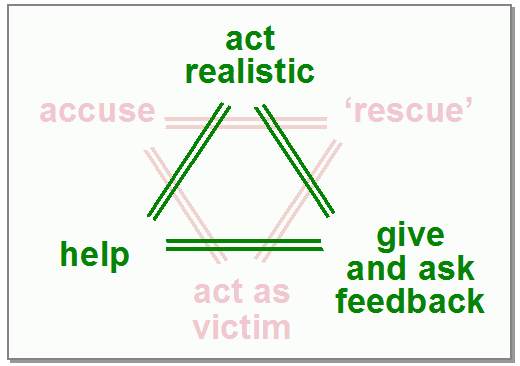 act
realistic
accuse
‘rescue’
help
give
and ask
feedback
act as
victim